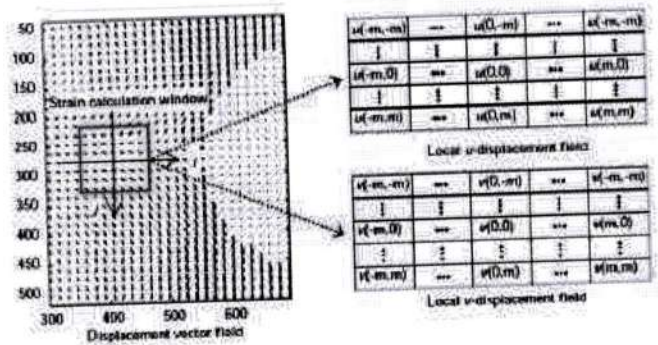 50
100
150
200
250
300
350
400
450
500
300 400 500 600
Strain calculation window
i
j
Displacement vector field
u(-m,-m) ... u(0,-m) ... u(-m,-m)
u(-m,0) ... u(0,0) ... u(m,0)
u(-m,m) ... u(0,m) ... u(m,m)
Local u-displacement field
v(-m,-m) ... v(0,-m) ... v(-m,-m)
v(-m,0) ... v(0,0) ... v(m,0)
v(-m,m) ... v(0,m) ... v(m,m)
Local v-displacement field